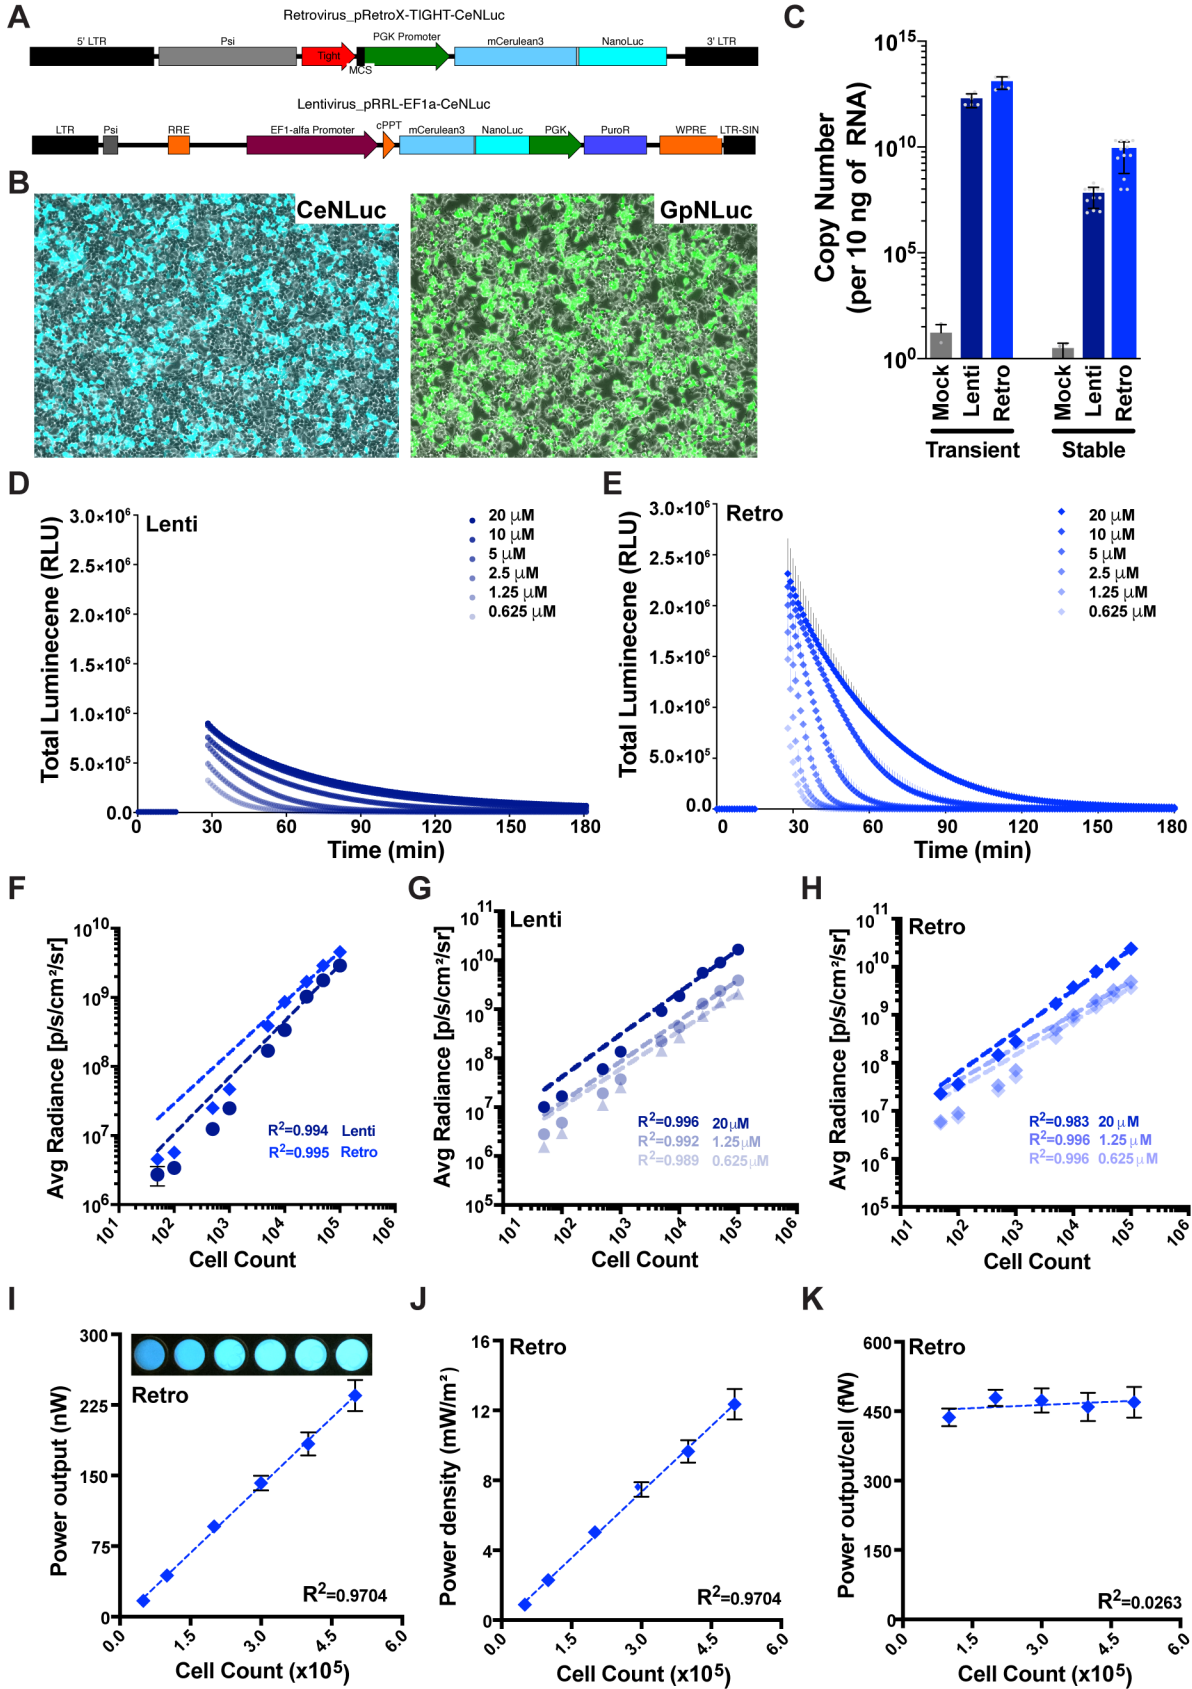 A
Retrovirus_pRetroX-TIGHT-CeNLuc
5' LTR Psi Tight MCS PGK Promoter mCerulean3 NanoLuc 3' LTR
Lentivirus_pRRL-EF1a-CeNLuc
LTR Psi RRE EF1-alfa Promoter cPPT mCerulean3 NanoLuc PGK PuroR WPRE LTR-SIN
B
CeNLuc
GpNLuc
C
Copy Number
(per 10 ng of RNA)
10^15
10^10
10^5
10^0
Mock Lenti Retro Mock Lenti Retro
Transient Stable
D
Lenti
Total Luminecene (RLU)
3.0×10^6
2.5×10^6
2.0×10^6
1.5×10^6
1.0×10^6
5.0×10^5
0.0
0 30 60 90 120 150 180
Time (min)
20 μM
10 μM
5 μM
2.5 μM
1.25 μM
0.625 μM
E
Retro
Total Luminecene (RLU)
3.0×10^6
2.5×10^6
2.0×10^6
1.5×10^6
1.0×10^6
5.0×10^5
0.0
0 30 60 90 120 150 180
Time (min)
20 μM
10 μM
5 μM
2.5 μM
1.25 μM
0.625 μM
F
Avg Radiance [p/s/cm²/sr]
10^10
10^9
10^8
10^7
10^6
R²=0.994 Lenti
R²=0.995 Retro
10^1 10^2 10^3 10^4 10^5 10^6
Cell Count
G
Lenti
Avg Radiance [p/s/cm²/sr]
10^11
10^10
10^9
10^8
10^7
10^6
10^5
R²=0.996 20μM
R²=0.992 1.25μM
R²=0.989 0.625μM
10^1 10^2 10^3 10^4 10^5 10^6
Cell Count
H
Retro
Avg Radiance [p/s/cm²/sr]
10^11
10^10
10^9
10^8
10^7
10^6
10^5
R²=0.983 20 μM
R²=0.996 1.25 μM
R²=0.996 0.625μM
10^1 10^2 10^3 10^4 10^5 10^6
Cell Count
I
Retro
Power output (nW)
300
225
150
75
0
R²=0.9704
0.0 1.5 3.0 4.5 6.0
Cell Count (x10⁵)
J
Retro
Power density (mW/m²)
16
12
8
4
0
R²=0.9704
0.0 1.5 3.0 4.5 6.0
Cell Count (x10⁵)
K
Retro
Power output/cell (fW)
600
450
300
150
0
R²=0.0263
0.0 1.5 3.0 4.5 6.0
Cell Count (x10⁵)